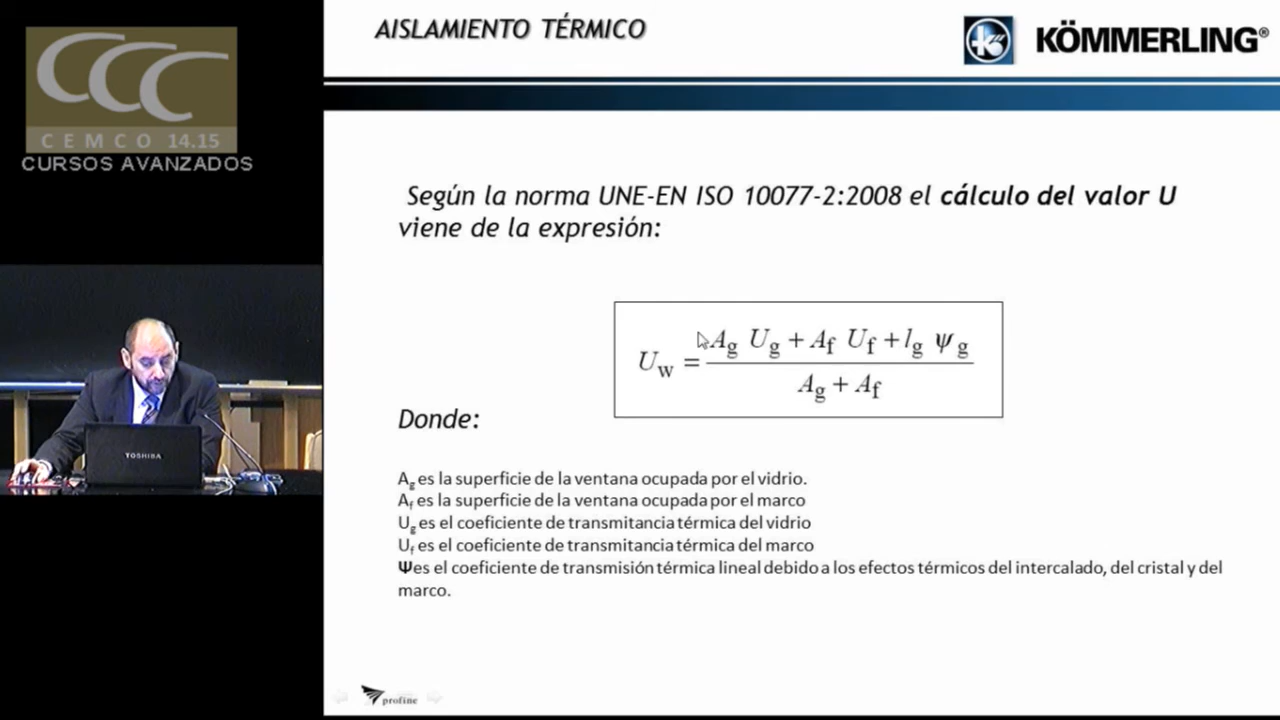 AISLAMIENTO TÉRMICO
KÖMMERLING®
CCC
CEMCO 14.15
CURSOS AVANZADOS
Según la norma UNE-EN ISO 10077-2:2008 el cálculo del valor U
viene de la expresión:
U_w = (A_g U_g + A_f U_f + l_g ψ_g) / (A_g + A_f)
Donde:
A_g es la superficie de la ventana ocupada por el vidrio.
A_f es la superficie de la ventana ocupada por el marco
U_g es el coeficiente de transmitancia térmica del vidrio
U_f es el coeficiente de transmitancia térmica del marco
Ψes el coeficiente de transmisión térmica lineal debido a los efectos térmicos del intercalado, del cristal y del
marco.
TOSHIBA
profine